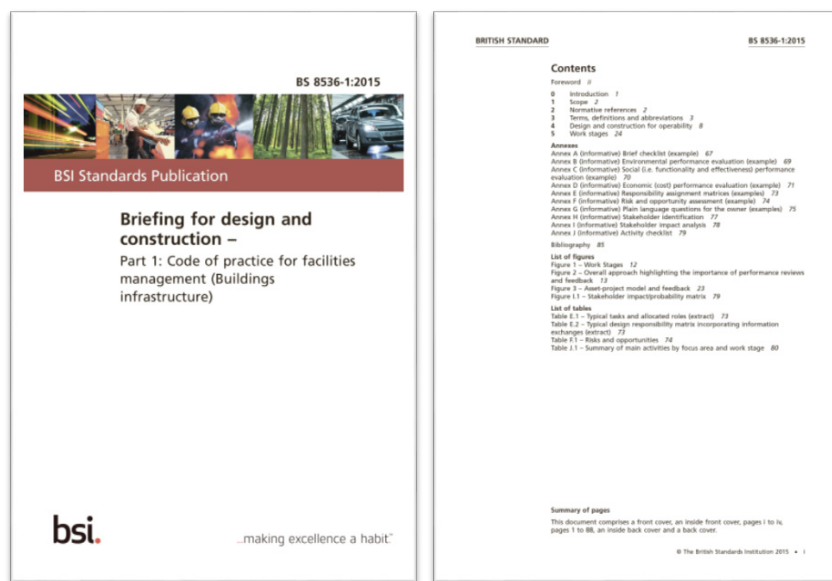 BS 8536-1:2015
BSI Standards Publication
Briefing for design and
construction –
Part 1: Code of practice for facilities
management (Buildings
infrastructure)
bsi.
...making excellence a habit.™
BRITISH STANDARD
BS 8536-1:2015
Contents
Foreword ii
0 Introduction 1
1 Scope 2
2 Normative references 2
3 Terms, definitions and abbreviations 3
4 Design and construction for operability 8
5 Work stages 24
Annexes
Annex A (informative) Brief checklist (example) 67
Annex B (informative) Environmental performance evaluation (example) 69
Annex C (informative) Social (i.e. functionality and effectiveness) performance
evaluation (example) 70
Annex D (informative) Economic (cost) performance evaluation (example) 71
Annex E (informative) Responsibility assignment matrices (examples) 73
Annex F (informative) Risk and opportunity assessment (example) 74
Annex G (informative) Plain language questions for the owner (examples) 75
Annex H (informative) Stakeholder identification 77
Annex I (informative) Stakeholder impact analysis 78
Annex J (informative) Activity checklist 79
Bibliography 85
List of figures
Figure 1 – Work Stages 12
Figure 2 – Overall approach highlighting the importance of performance reviews
and feedback 13
Figure 3 – Asset-project model and feedback 23
Figure I.1 – Stakeholder impact/probability matrix 79
List of tables
Table E.1 – Typical tasks and allocated roles (extract) 73
Table E.2 – Typical design responsibility matrix incorporating information
exchanges (extract) 73
Table F.1 – Risks and opportunities 74
Table J.1 – Summary of main activities by focus area and work stage 80
Summary of pages
This document comprises a front cover, an inside front cover, pages i to iv,
pages 1 to 88, an inside back cover and a back cover.
© The British Standards Institution 2015 • i